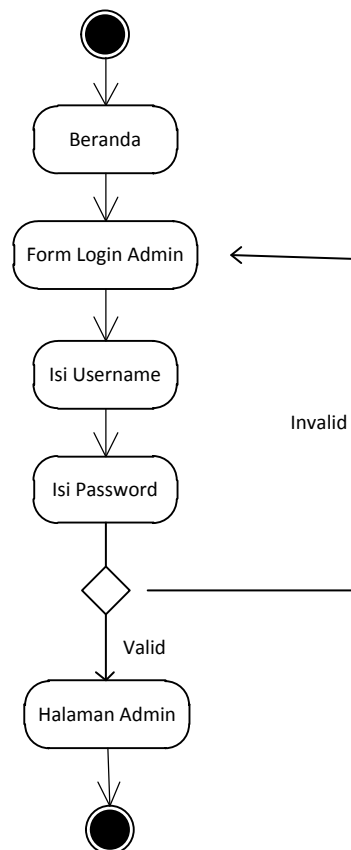 Beranda
Form Login Admin
Isi Username
Invalid
Isi Password
Valid
Halaman Admin